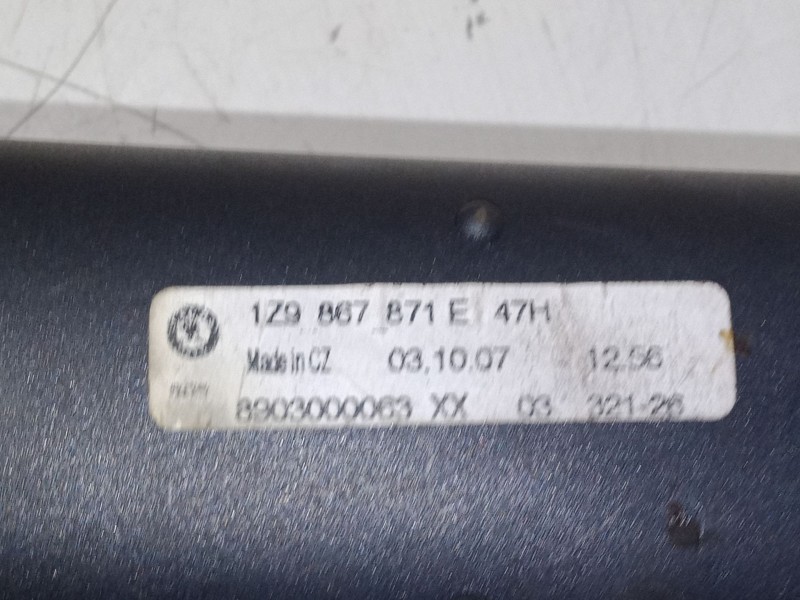 1Z9 867 871 E 47H
Made in CZ 03.10.07 12.56
8903000063 XX 03 321-26